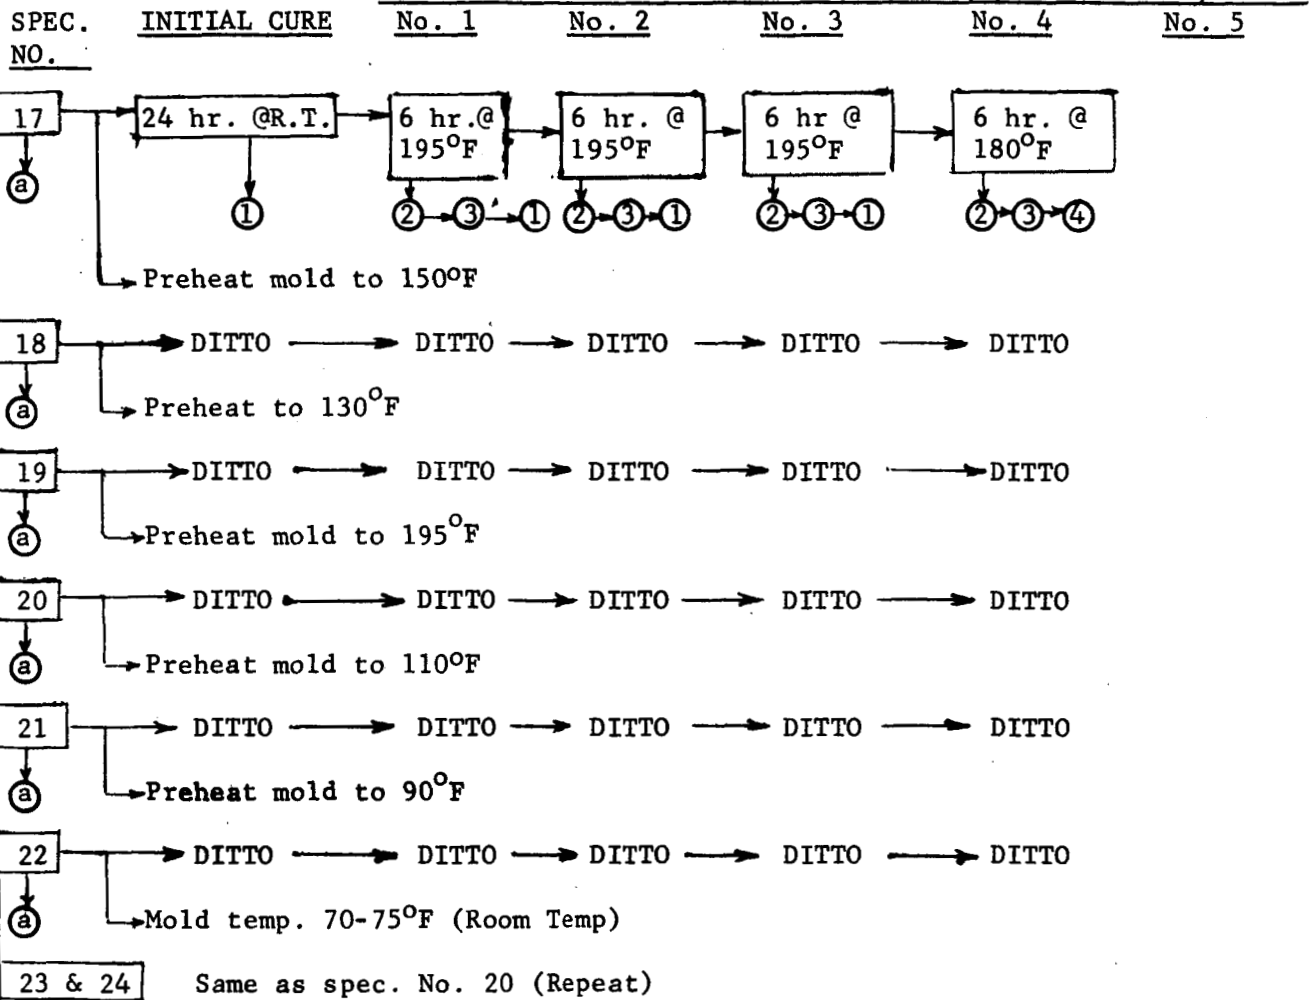 SPEC. INITIAL CURE No. 1 No. 2 No. 3 No. 4 No. 5
NO.
17 24 hr. @R.T. 6 hr.@ 6 hr. @ 6 hr @ 6 hr. @
195°F 195°F 195°F 180°F
a 1 2 3 1 2 3 1 2 3 1 2 3 4
Preheat mold to 150°F
18 DITTO DITTO DITTO DITTO DITTO
a Preheat to 130°F
19 DITTO DITTO DITTO DITTO DITTO
a Preheat mold to 195°F
20 DITTO DITTO DITTO DITTO DITTO
a Preheat mold to 110°F
21 DITTO DITTO DITTO DITTO DITTO
a Preheat mold to 90°F
22 DITTO DITTO DITTO DITTO DITTO
a Mold temp. 70-75°F (Room Temp)
23 & 24 Same as spec. No. 20 (Repeat)